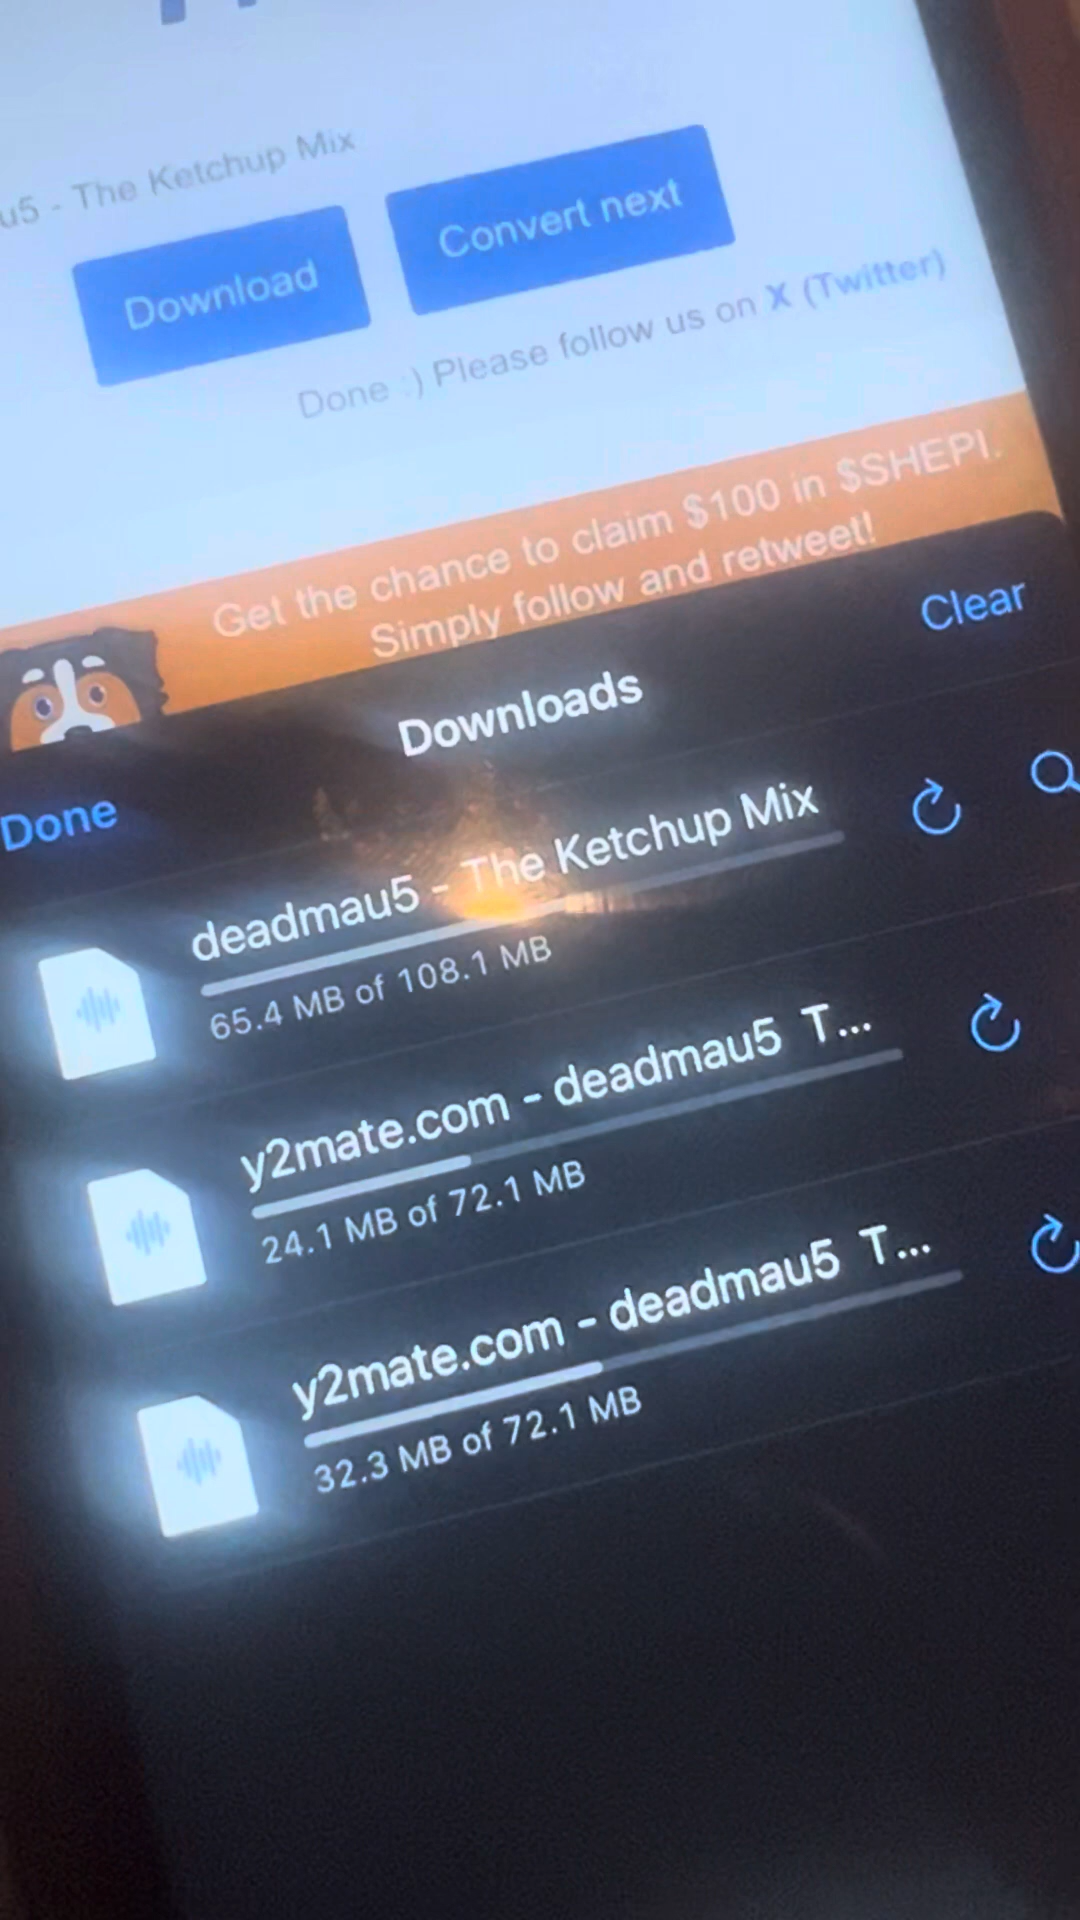 u5 - The Ketchup Mix
Download
Convert next
Done :) Please follow us on X (Twitter)
Get the chance to claim $100 in $SHEPI.
Simply follow and retweet!
Clear
Downloads
Done
deadmau5 - The Ketchup Mix
65.4 MB of 108.1 MB
y2mate.com - deadmau5 T...
24.1 MB of 72.1 MB
y2mate.com - deadmau5 T...
32.3 MB of 72.1 MB